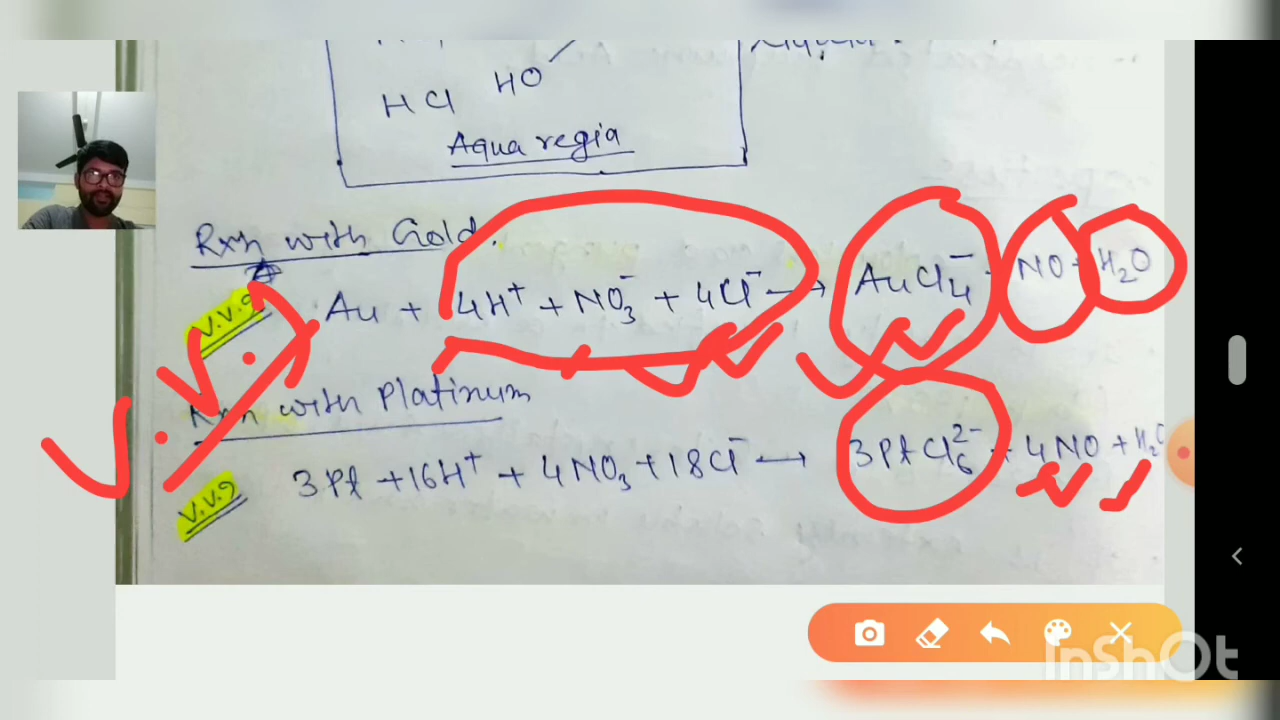 HCl HO
Aqua regia
Rxn with Gold.
V.V.I
Au + 4H⁺ + NO₃⁻ + 4Cl⁻ → AuCl₄⁻ + NO + H₂O
V.V.I
Rxn with Platinum
3Pt + 16H⁺ + 4NO₃ + 18Cl⁻ → 3PtCl₆²⁻ + 4NO + H₂O
V.V.I
InShOt